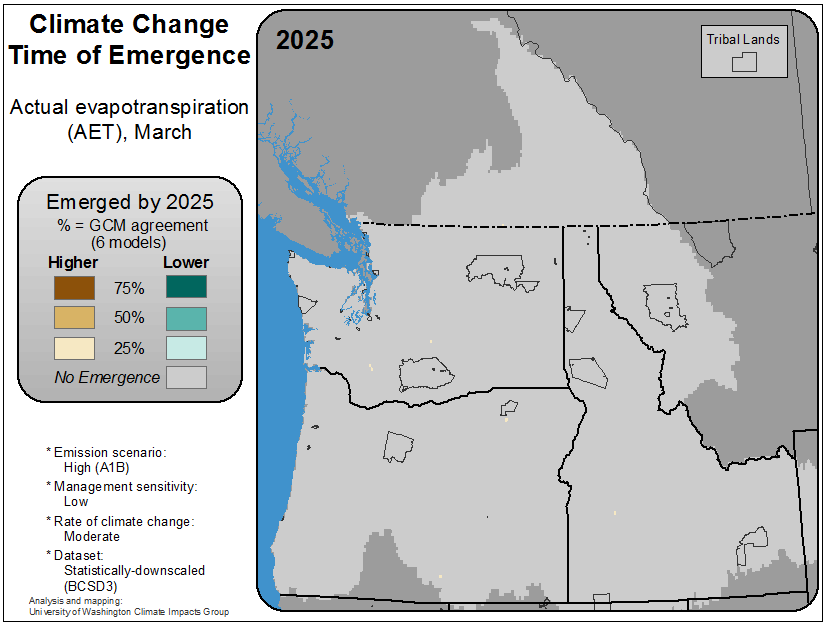 Climate Change
Time of Emergence
Actual evapotranspiration
(AET), March
Emerged by 2025
% = GCM agreement
(6 models)
Higher Lower
75%
50%
25%
No Emergence
* Emission scenario:
High (A1B)
* Management sensitivity:
Low
* Rate of climate change:
Moderate
* Dataset:
Statistically-downscaled
(BCSD3)
Analysis and mapping:
University of Washington Climate Impacts Group
2025
Tribal Lands